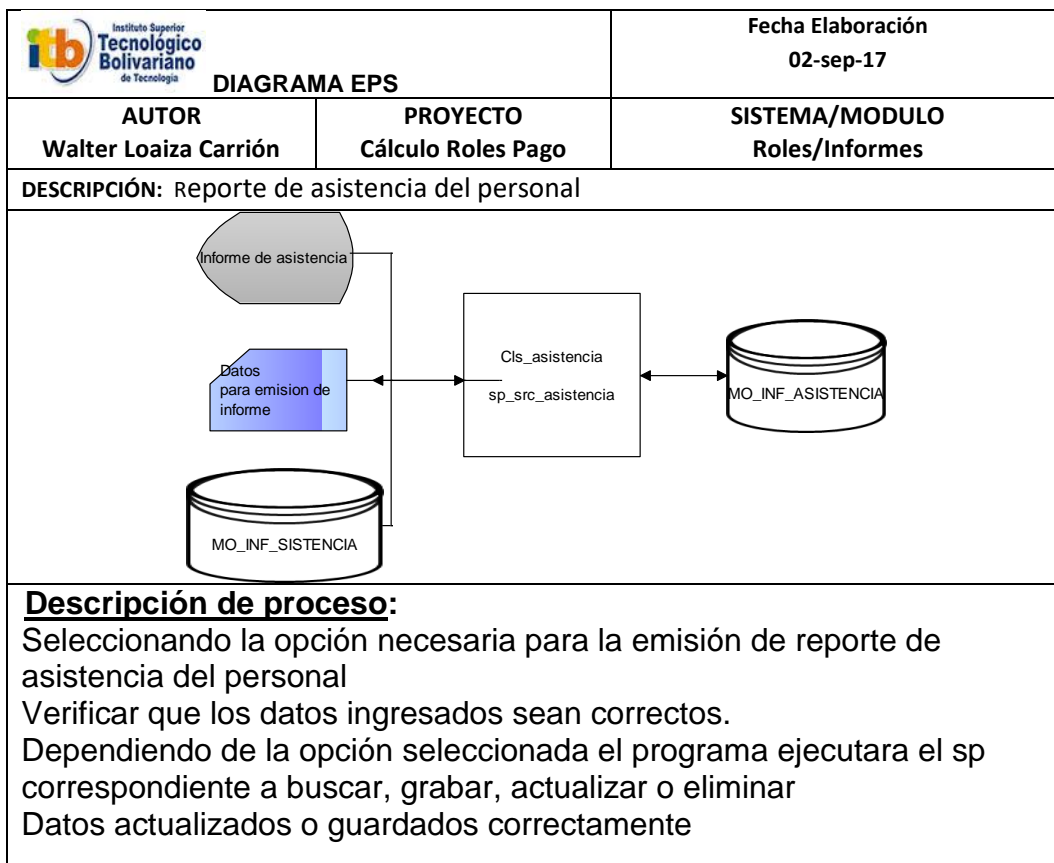 itb
Instituto Superior
Tecnológico
Bolivariano
de Tecnología
DIAGRAMA EPS
Fecha Elaboración
02-sep-17
AUTOR
Walter Loaiza Carrión
PROYECTO
Cálculo Roles Pago
SISTEMA/MODULO
Roles/Informes
DESCRIPCIÓN: Reporte de asistencia del personal
Informe de asistencia
Datos
para emision de
informe
Cls_asistencia
sp_src_asistencia
MO_INF_ASISTENCIA
MO_INF_SISTENCIA
Descripción de proceso:
Seleccionando la opción necesaria para la emisión de reporte de
asistencia del personal
Verificar que los datos ingresados sean correctos.
Dependiendo de la opción seleccionada el programa ejecutara el sp
correspondiente a buscar, grabar, actualizar o eliminar
Datos actualizados o guardados correctamente